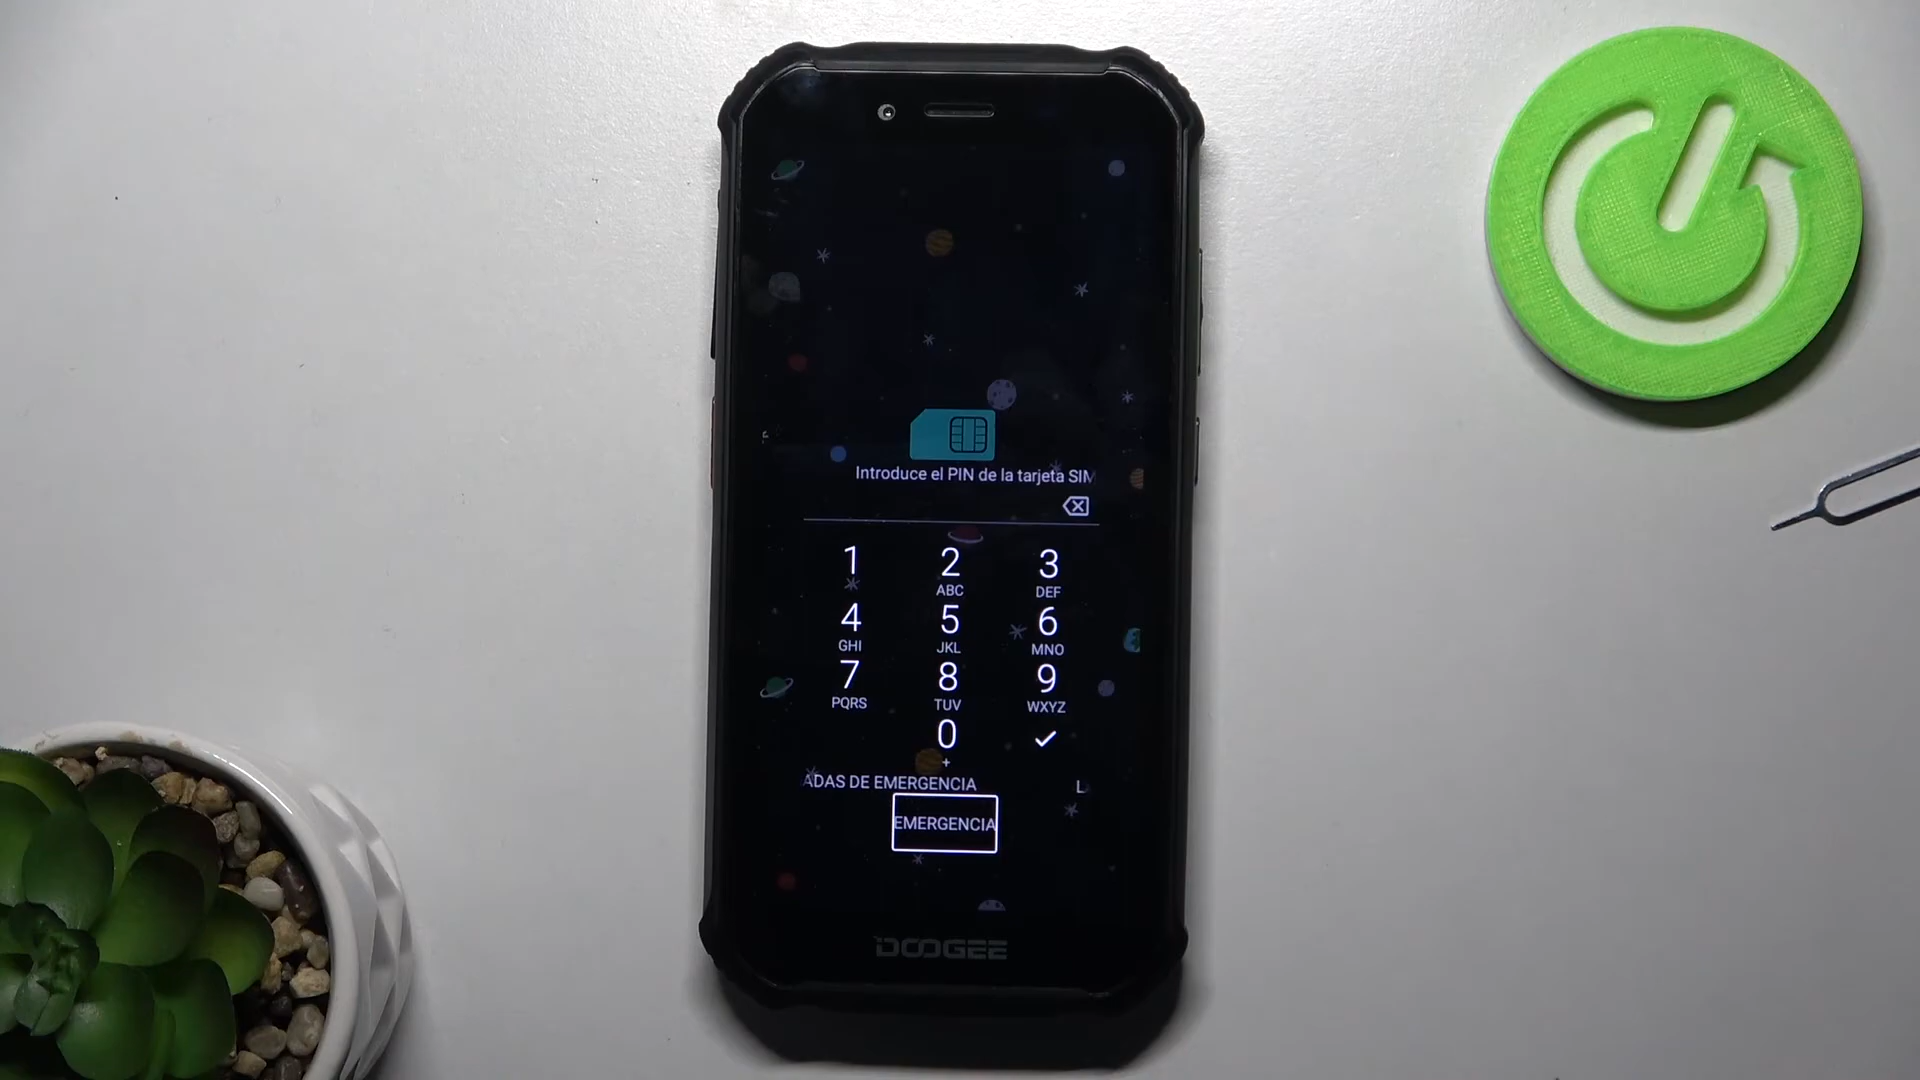 Introduce el PIN de la tarjeta SIM
1
2
ABC
3
DEF
4
GHI
5
JKL
6
MNO
7
PQRS
8
TUV
9
WXYZ
0
+
ADAS DE EMERGENCIA L
EMERGENCIA
DOOGEE